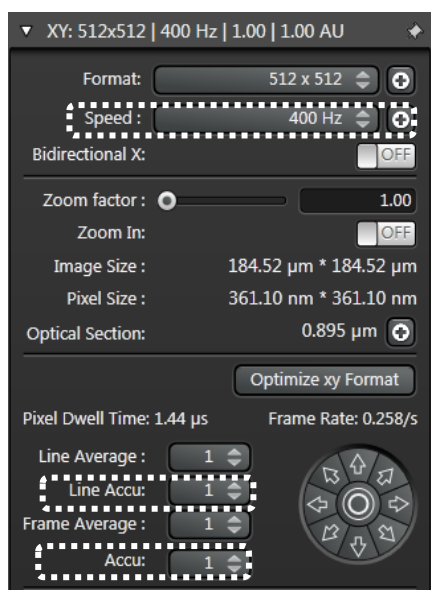 XY: 512x512 | 400 Hz | 1.00 | 1.00 AU
Format: 512 x 512
Speed : 400 Hz
Bidirectional X: OFF
Zoom factor : 1.00
Zoom In: OFF
Image Size : 184.52 µm * 184.52 µm
Pixel Size : 361.10 nm * 361.10 nm
Optical Section: 0.895 µm
Optimize xy Format
Pixel Dwell Time: 1.44 µs Frame Rate: 0.258/s
Line Average : 1
Line Accu: 1
Frame Average : 1
Accu: 1